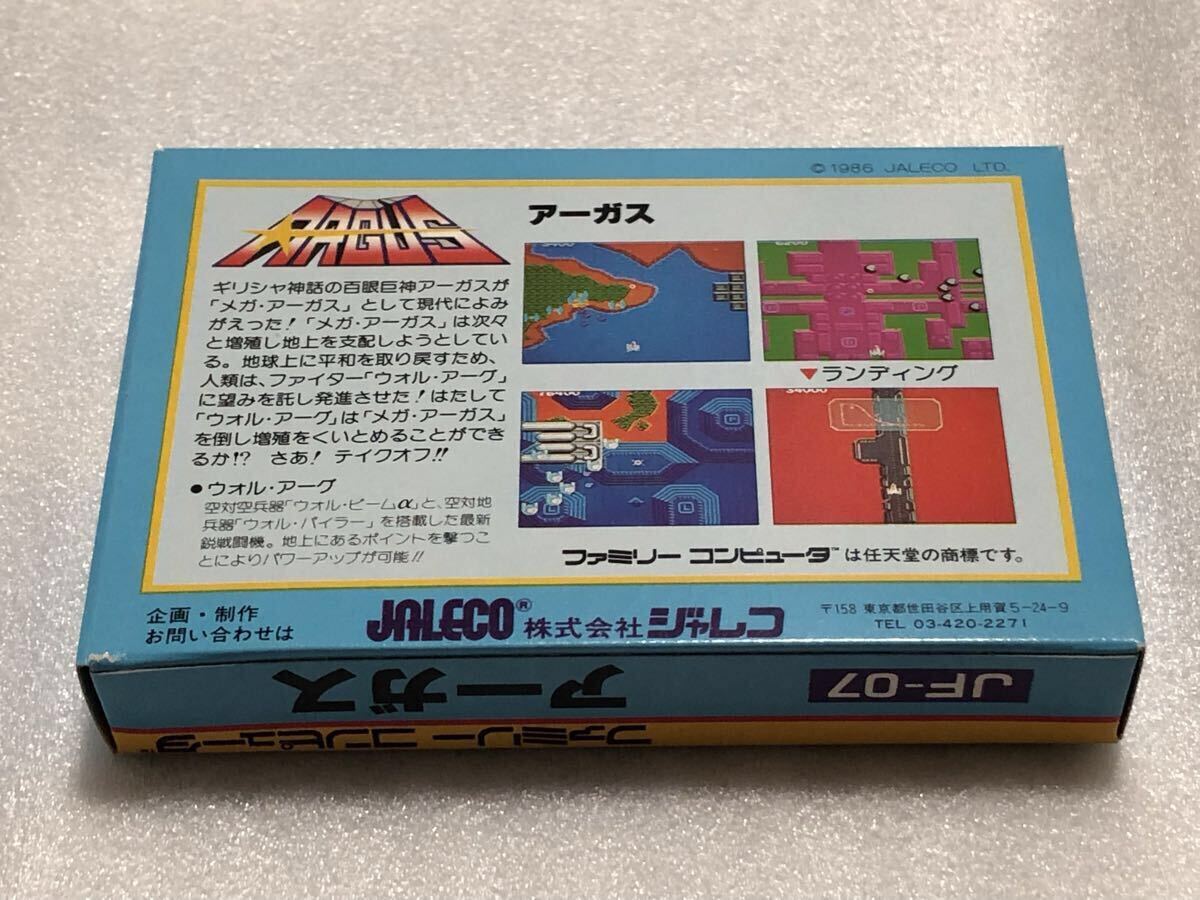 © 1986 JALECO LTD.
ARGUS
アーガス
ギリシャ神話の百眼巨神アーガスが
「メガ・アーガス」として現代によみ
がえった!「メガ・アーガス」は次々
と増殖し地上を支配しようとしてい
る。地球上に平和を取り戻すため、
人類は、ファイター「ウォル・アーグ」
に望みを託し発進させた!はたして
「ウォル・アーグ」は「メガ・アーガス」
を倒し増殖をくいとめることができ
るか!? さあ! テイクオフ!!
●ウォル・アーグ
空対空兵器「ウォル・ビームα」と、空対地
兵器「ウォル・バイラー」を搭載した最新
鋭戦闘機。地上にあるポイントを撃つこ
とによりパワーアップが可能!!
▼ランディング
34000
ファミリー コンピュータ™は任天堂の商標です。
企画・制作
お問い合わせは
JALECO® 株式会社ジャレコ
〒158 東京都世田谷区上用賀5-24-9
TEL 03-420-2271
JF-07
アーガス
ファミリー コンピュータ